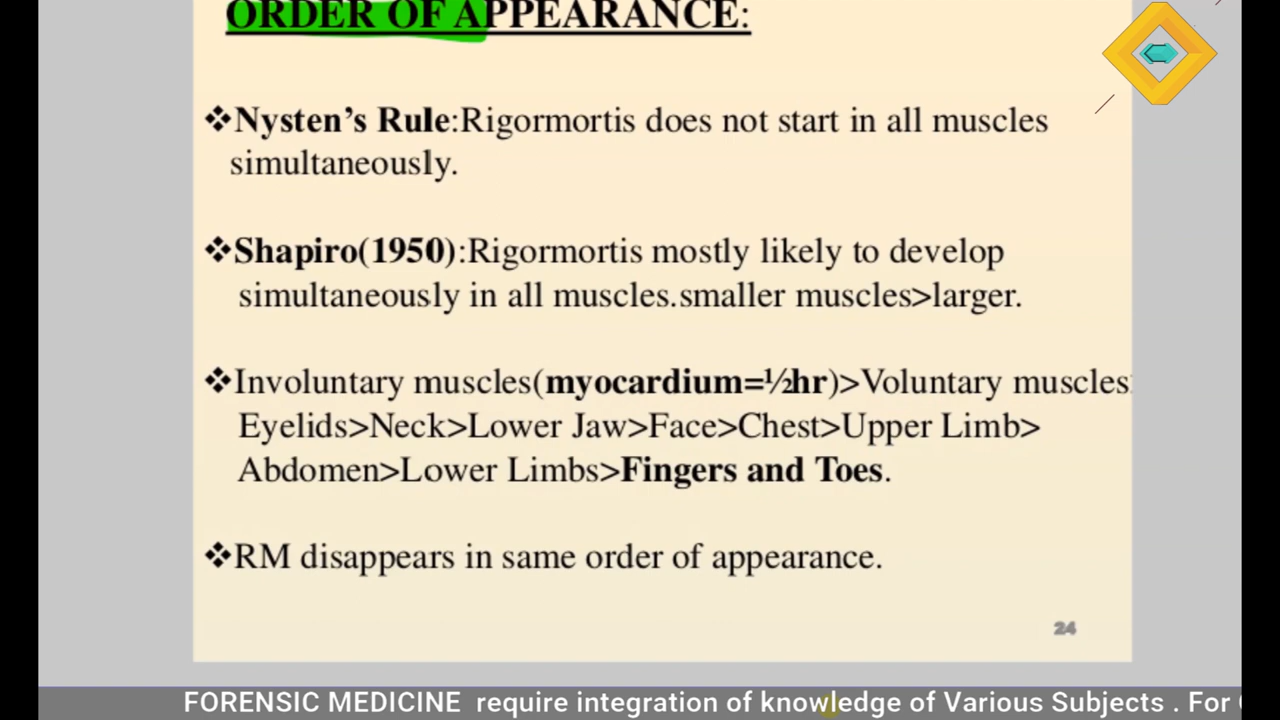 ORDER OF APPEARANCE:
❖Nysten’s Rule:Rigormortis does not start in all muscles
simultaneously.
❖Shapiro(1950):Rigormortis mostly likely to develop
simultaneously in all muscles.smaller muscles>larger.
❖Involuntary muscles(myocardium=½hr)>Voluntary muscles:
Eyelids>Neck>Lower Jaw>Face>Chest>Upper Limb>
Abdomen>Lower Limbs>Fingers and Toes.
❖RM disappears in same order of appearance.
24
FORENSIC MEDICINE require integration of knowledge of Various Subjects . For